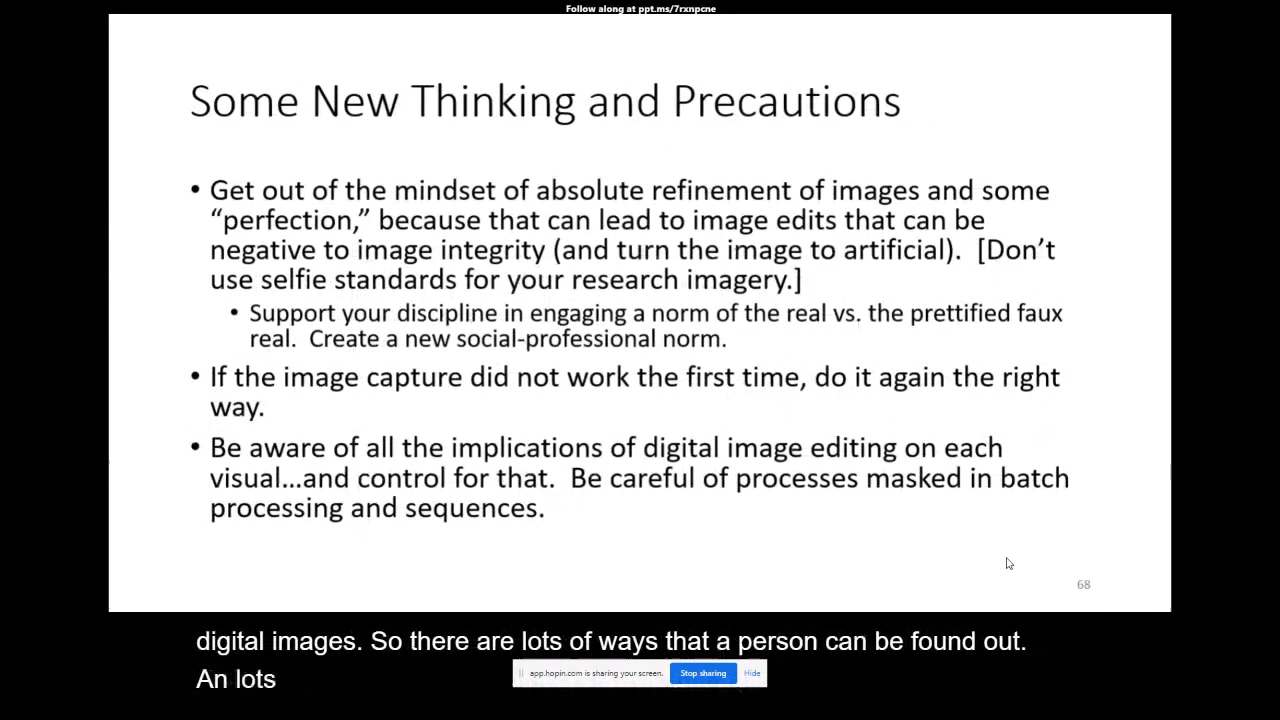 Follow along at ppt.ms/7rxnpcne
Some New Thinking and Precautions
• Get out of the mindset of absolute refinement of images and some
“perfection,” because that can lead to image edits that can be
negative to image integrity (and turn the image to artificial). [Don’t
use selfie standards for your research imagery.]
• Support your discipline in engaging a norm of the real vs. the prettified faux
real. Create a new social-professional norm.
• If the image capture did not work the first time, do it again the right
way.
• Be aware of all the implications of digital image editing on each
visual…and control for that. Be careful of processes masked in batch
processing and sequences.
68
digital images. So there are lots of ways that a person can be found out.
An lots
app.hopin.com is sharing your screen. Stop sharing Hide